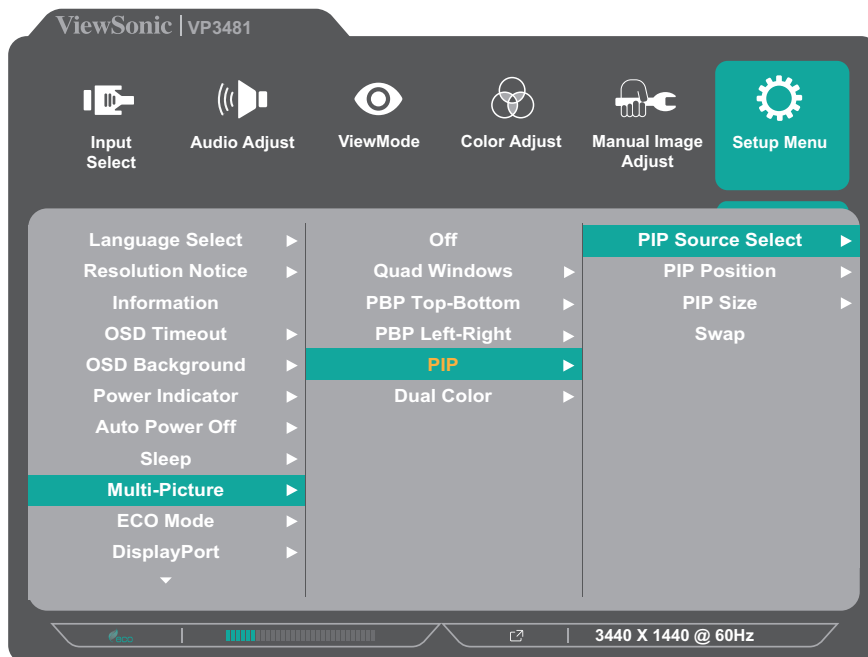 ViewSonic | VP3481
Input Select
Audio Adjust
ViewMode
Color Adjust
Manual Image Adjust
Setup Menu
Language Select
Resolution Notice
Information
OSD Timeout
OSD Background
Power Indicator
Auto Power Off
Sleep
Multi-Picture
ECO Mode
DisplayPort
Off
Quad Windows
PBP Top-Bottom
PBP Left-Right
PIP
Dual Color
PIP Source Select
PIP Position
PIP Size
Swap
eco
3440 X 1440 @ 60Hz